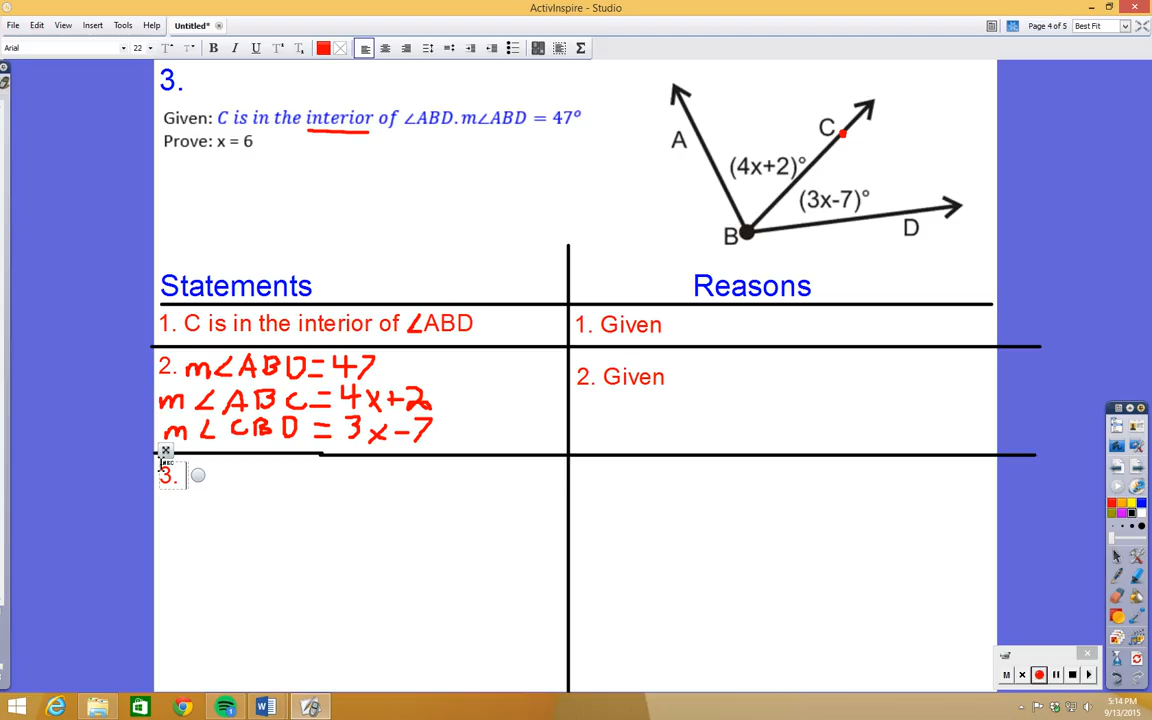 ActivInspire - Studio
File Edit View Insert Tools Help Untitled* Page 4 of 5 Best Fit
Arial 22 B I U Σ
3.
Given: C is in the interior of ∠ABD. m∠ABD = 47°
Prove: x = 6
A
C
(4x+2)°
(3x-7)°
B
D
Statements Reasons
1. C is in the interior of ∠ABD 1. Given
2. m∠ABD=47
2. Given
m∠ABC=4x+2
m∠CBD=3x-7
3.
M
5:14 PM
9/13/2015